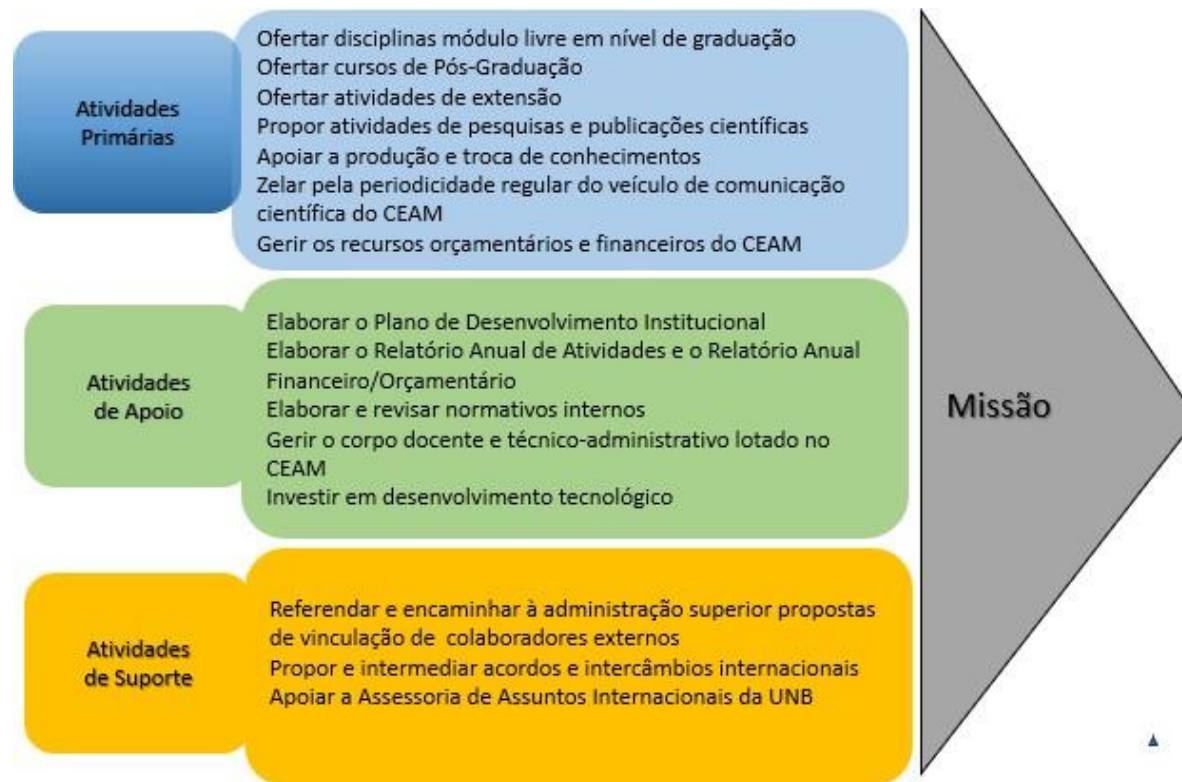 Atividades
Primárias
Ofertar disciplinas módulo livre em nível de graduação
Ofertar cursos de Pós-Graduação
Ofertar atividades de extensão
Propor atividades de pesquisas e publicações científicas
Apoiar a produção e troca de conhecimentos
Zelar pela periodicidade regular do veículo de comunicação
científica do CEAM
Gerir os recursos orçamentários e financeiros do CEAM
Atividades
de Apoio
Elaborar o Plano de Desenvolvimento Institucional
Elaborar o Relatório Anual de Atividades e o Relatório Anual
Financeiro/Orçamentário
Elaborar e revisar normativos internos
Gerir o corpo docente e técnico-administrativo lotado no
CEAM
Investir em desenvolvimento tecnológico
Atividades
de Suporte
Referendar e encaminhar à administração superior propostas
de vinculação de colaboradores externos
Propor e intermediar acordos e intercâmbios internacionais
Apoiar a Assessoria de Assuntos Internacionais da UNB
Missão